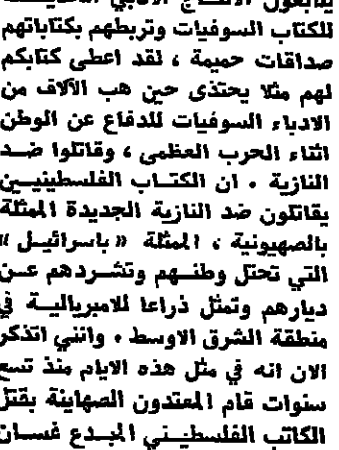 يتابعون الانتاج الادبي
للكتاب السوفيات وتربطهم بكتاباتهم
صداقات حميمة ، لقد اعطى كتابكم
لهم مثلا يحتذى حين هب الآلاف من
الادباء السوفيات للدفاع عن الوطن
اثناء الحرب العظمى ، وقاتلوا ضد
النازية . ان الكتاب الفلسطينيين
يقاتلون ضد النازية الجديدة الممثلة
بالصهيونية ، الممثلة « باسرائيل »
التي تحتل وطنهم وتشردهم عن
ديارهم وتمثل ذراعا للامبريالية في
منطقة الشرق الاوسط . وانني اتذكر
الان انه في مثل هذه الايام منذ تسع
سنوات قام المعتدون الصهاينة بقتل
الكاتب الفلسطيني المبدع غسان